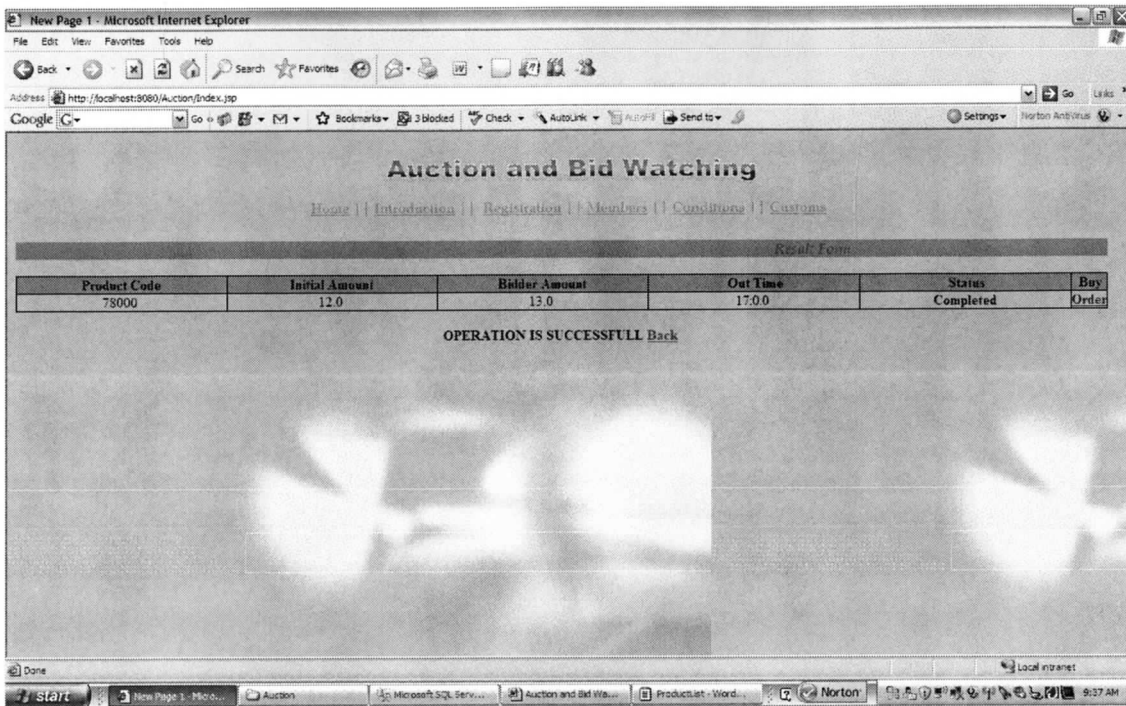 New Page 1 - Microsoft Internet Explorer
File Edit View Favorites Tools Help
Back Search Favorites
Address http://localhost:8080/Auction/Index.jsp Go Links
Google G Go Bookmarks 3 blocked Check AutoLink AutoFill Send to Settings Norton AntiVirus
Auction and Bid Watching
Home || Introduction || Registration || Members || Conditions || Customs
Result Form
Product Code Initial Amount Bidder Amount Out Time Status Buy
78000 12.0 13.0 17:0.0 Completed Order
OPERATION IS SUCCESSFULL Back
Done Local intranet
start New Page 1 - Micro... Auction Microsoft SQL Serv... Auction and Bid Wa... ProductList - Word... Norton 9:37 AM